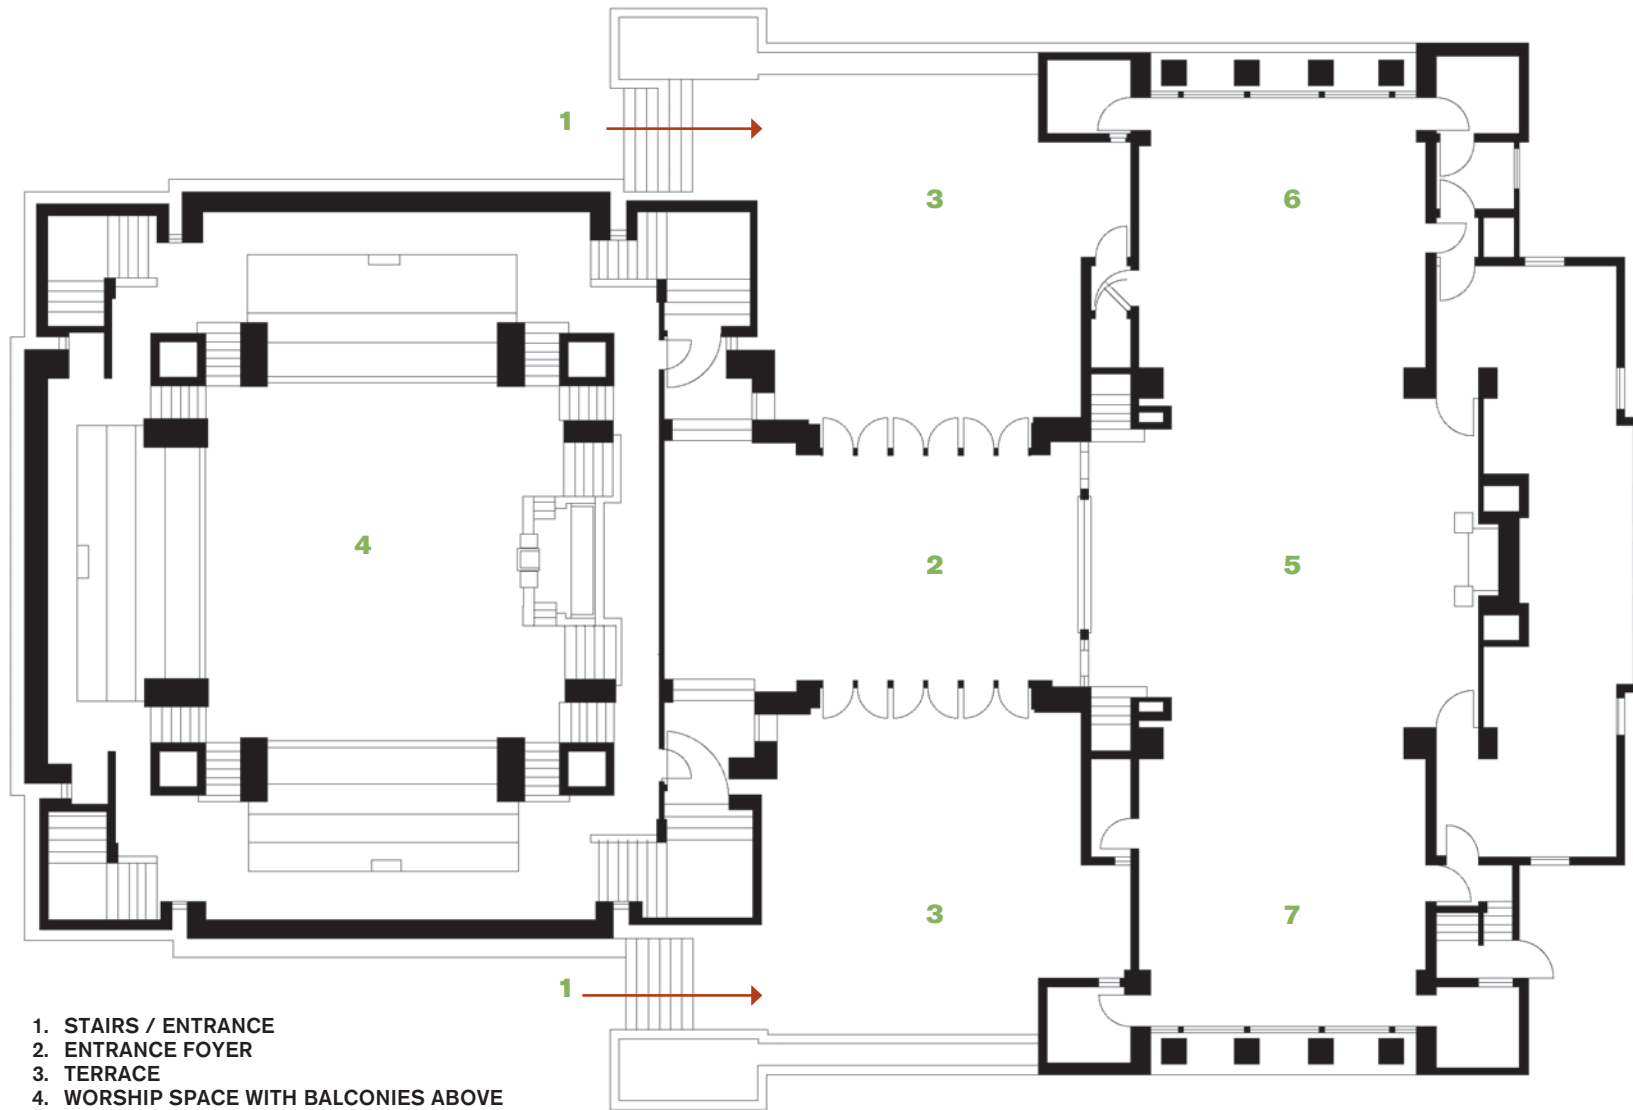 1
3
6
4
2
5
3
7
1
1. STAIRS / ENTRANCE
2. ENTRANCE FOYER
3. TERRACE
4. WORSHIP SPACE WITH BALCONIES ABOVE